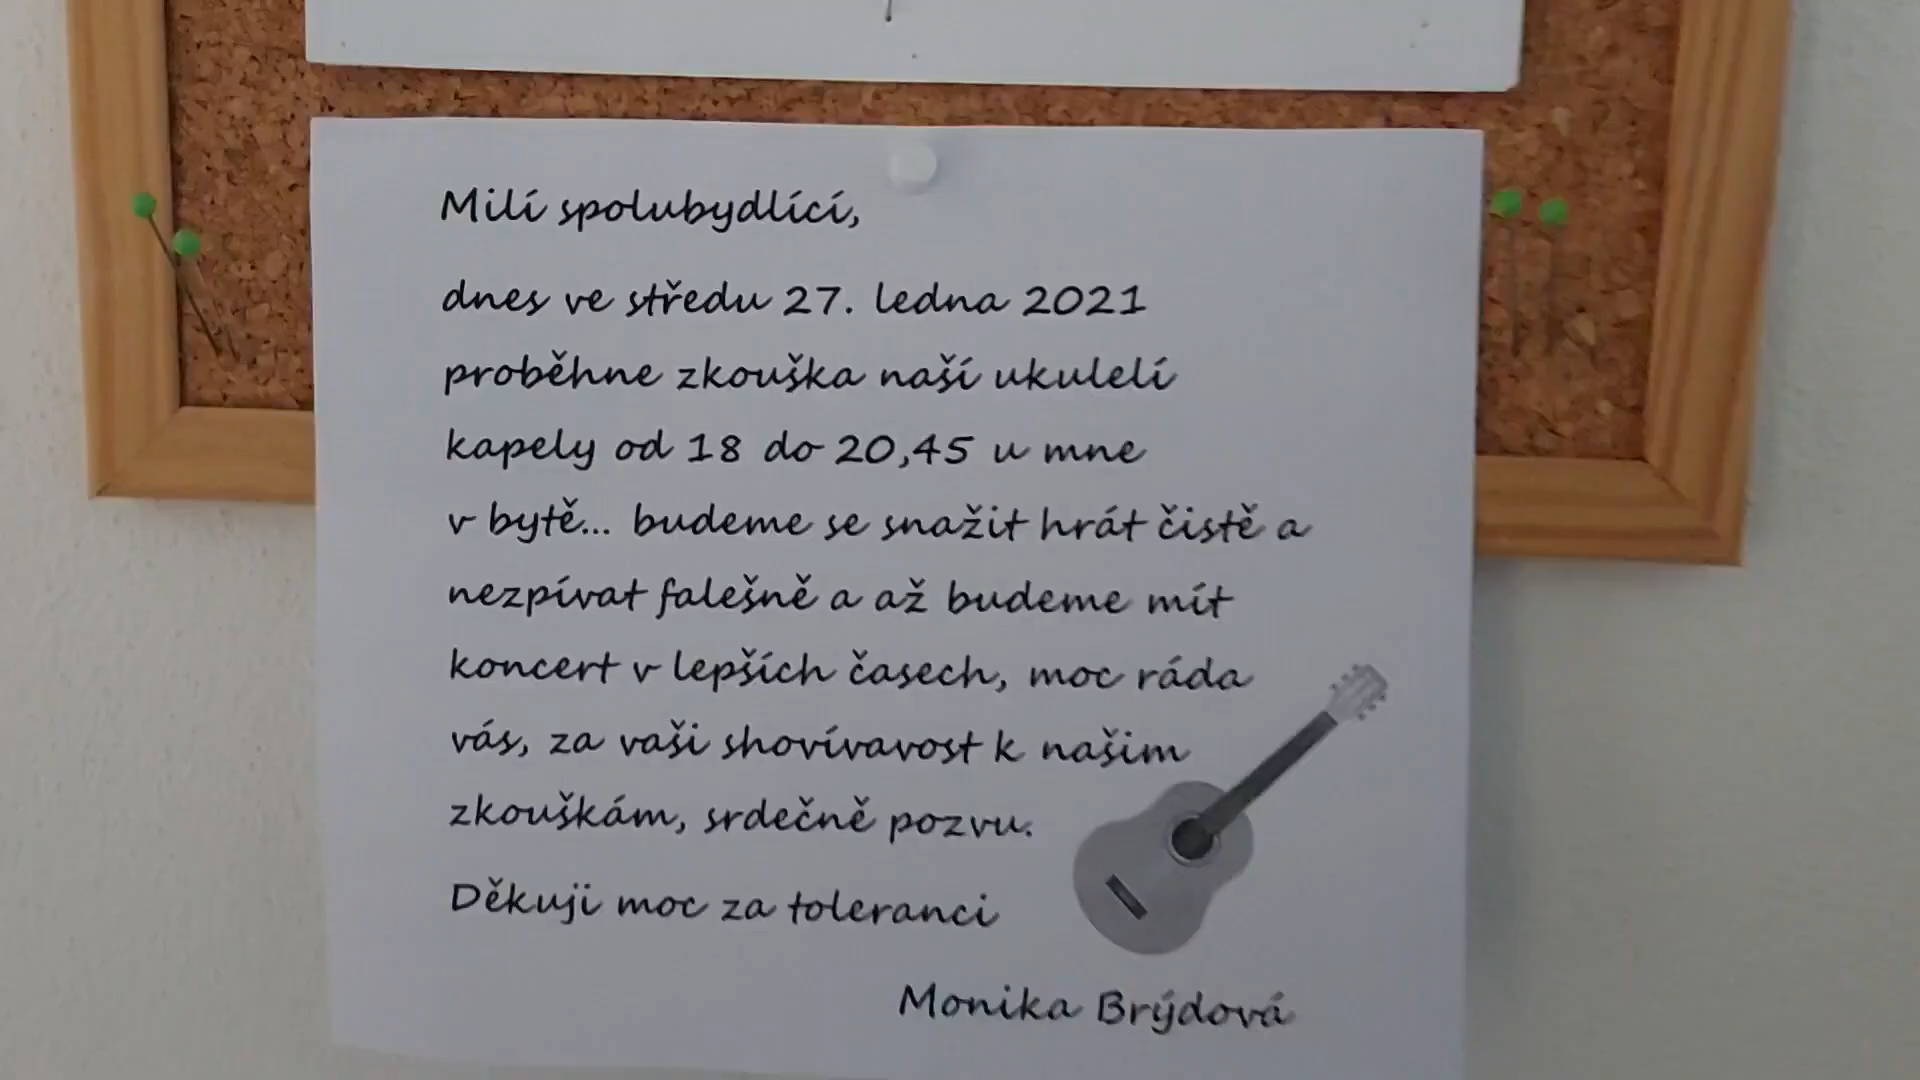 Milí spolubydlící,
dnes ve středu 27. ledna 2021
proběhne zkouška naší ukulelí
kapely od 18 do 20,45 u mne
v bytě... budeme se snažit hrát čistě a
nezpívat falešně a až budeme mít
koncert v lepších časech, moc ráda
vás, za vaši shovívavost k našim
zkouškám, srdečně pozvu.
Děkuji moc za toleranci
Monika Brýdová